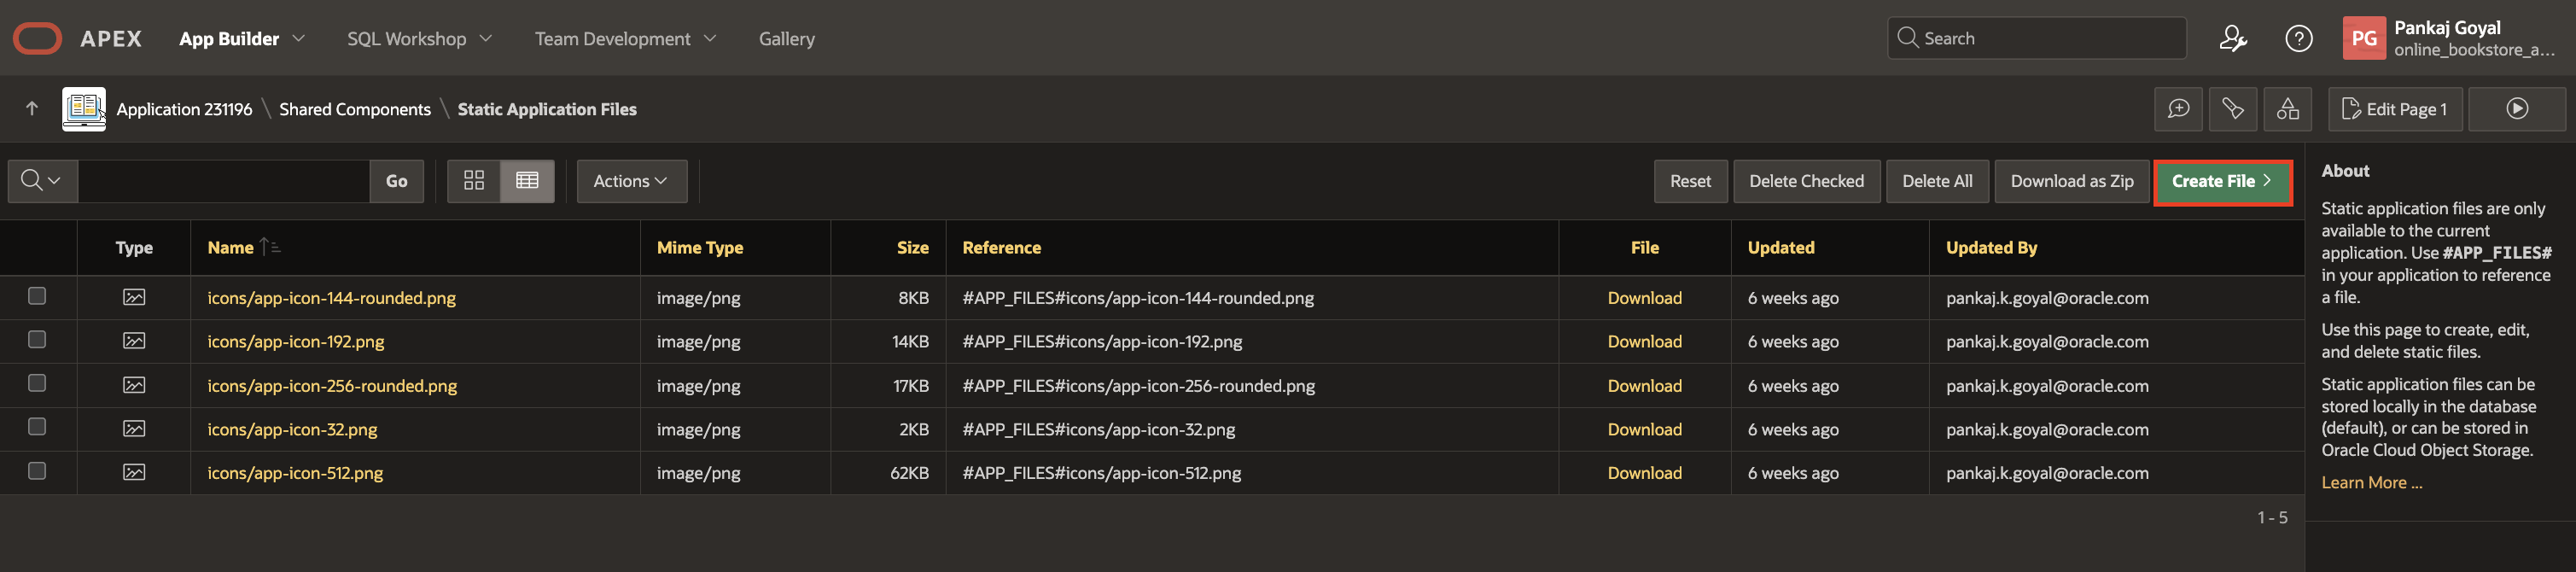 APEX App Builder SQL Workshop Team Development Gallery Search Pankaj Goyal
online_bookstore_a...
PG
Application 231196 \ Shared Components \ Static Application Files Edit Page 1
Go Actions Reset Delete Checked Delete All Download as Zip Create File
Type Name Mime Type Size Reference File Updated Updated By
icons/app-icon-144-rounded.png image/png 8KB #APP_FILES#icons/app-icon-144-rounded.png Download 6 weeks ago pankaj.k.goyal@oracle.com
icons/app-icon-192.png image/png 14KB #APP_FILES#icons/app-icon-192.png Download 6 weeks ago pankaj.k.goyal@oracle.com
icons/app-icon-256-rounded.png image/png 17KB #APP_FILES#icons/app-icon-256-rounded.png Download 6 weeks ago pankaj.k.goyal@oracle.com
icons/app-icon-32.png image/png 2KB #APP_FILES#icons/app-icon-32.png Download 6 weeks ago pankaj.k.goyal@oracle.com
icons/app-icon-512.png image/png 62KB #APP_FILES#icons/app-icon-512.png Download 6 weeks ago pankaj.k.goyal@oracle.com
1 - 5
About
Static application files are only
available to the current
application. Use #APP_FILES#
in your application to reference
a file.
Use this page to create, edit,
and delete static files.
Static application files can be
stored locally in the database
(default), or can be stored in
Oracle Cloud Object Storage.
Learn More ...